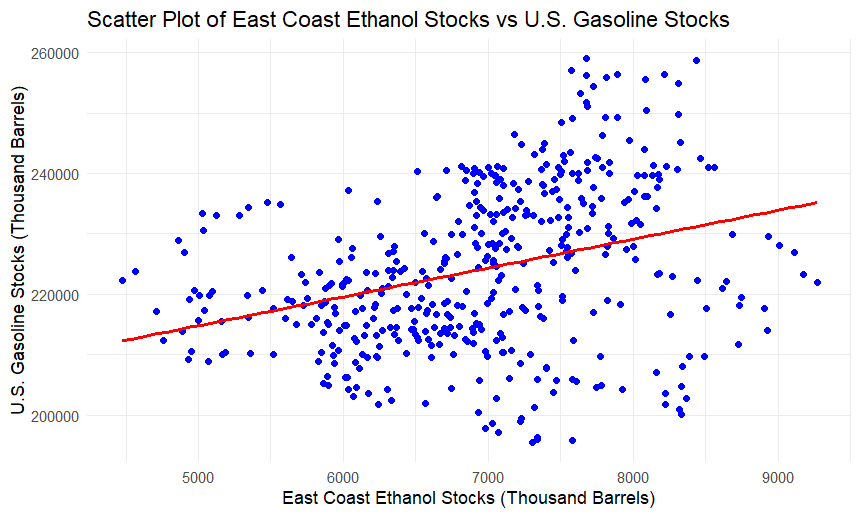 Scatter Plot of East Coast Ethanol Stocks vs U.S. Gasoline Stocks
U.S. Gasoline Stocks (Thousand Barrels)
260000
240000
220000
200000
5000 6000 7000 8000 9000
East Coast Ethanol Stocks (Thousand Barrels)